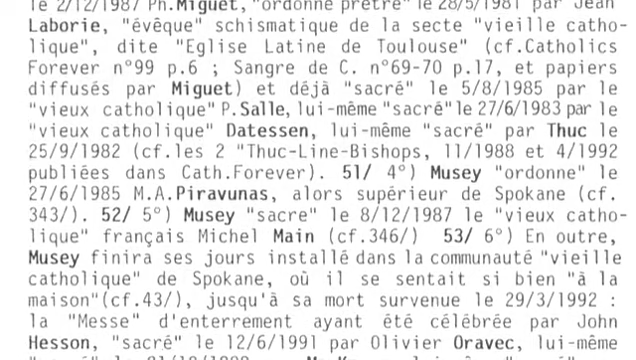 le 2/12/1987 Ph.Miguet, "ordonné prêtre" le 28/5/1981 par Jean
Laborie, "évêque" schismatique de la secte "vieille catho-
lique", dite "Eglise Latine de Toulouse" (cf.Catholics
Forever n°99 p.6 ; Sangre de C. n°69-70 p.17, et papiers
diffusés par Miguet) et déjà "sacré" le 5/8/1985 par le
"vieux catholique" P.Salle, lui-même "sacré"le 27/6/1983 par le
"vieux catholique" Datessen, lui-même "sacré" par Thuc le
25/9/1982 (cf.les 2 "Thuc-Line-Bishops, 11/1988 et 4/1992
publiées dans Cath.Forever). 51/ 4°) Musey "ordonne" le
27/6/1985 M.A.Piravunas, alors supérieur de Spokane (cf.
343/). 52/ 5°) Musey "sacre" le 8/12/1987 le "vieux catho-
lique" français Michel Main (cf.346/) 53/ 6°) En outre,
Musey finira ses jours installé dans la communauté "vieille
catholique" de Spokane, où il se sentait si bien "à la
maison"(cf.43/), jusqu'à sa mort survenue le 29/3/1992 :
la "Messe" d'enterrement ayant été célébrée par John
Hesson, "sacré" le 12/6/1991 par Olivier Oravec, lui-même